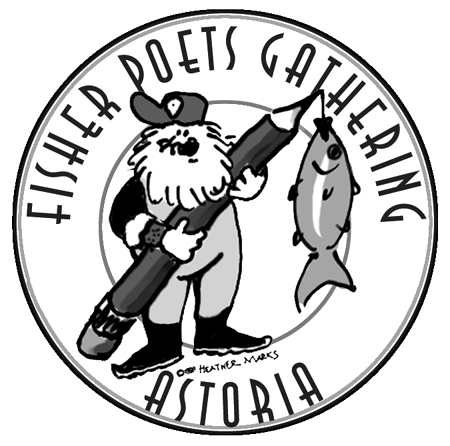 FISHER POETS GATHERING
© HEATHER MARKS
ASTORIA